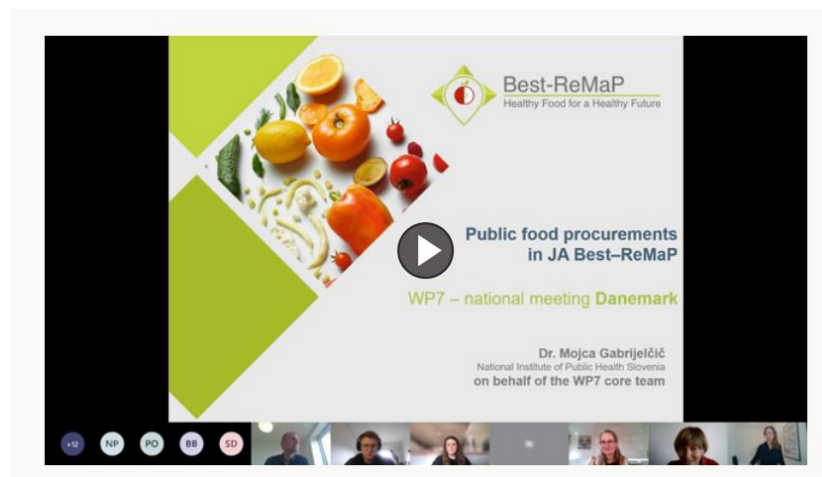 Best-ReMaP
Healthy Food for a Healthy Future
Public food procurements
in JA Best–ReMaP
WP7 – national meeting Danemark
Dr. Mojca Gabrijelčič
National Institute of Public Health Slovenia
on behalf of the WP7 core team
+12 NP PO BB SD